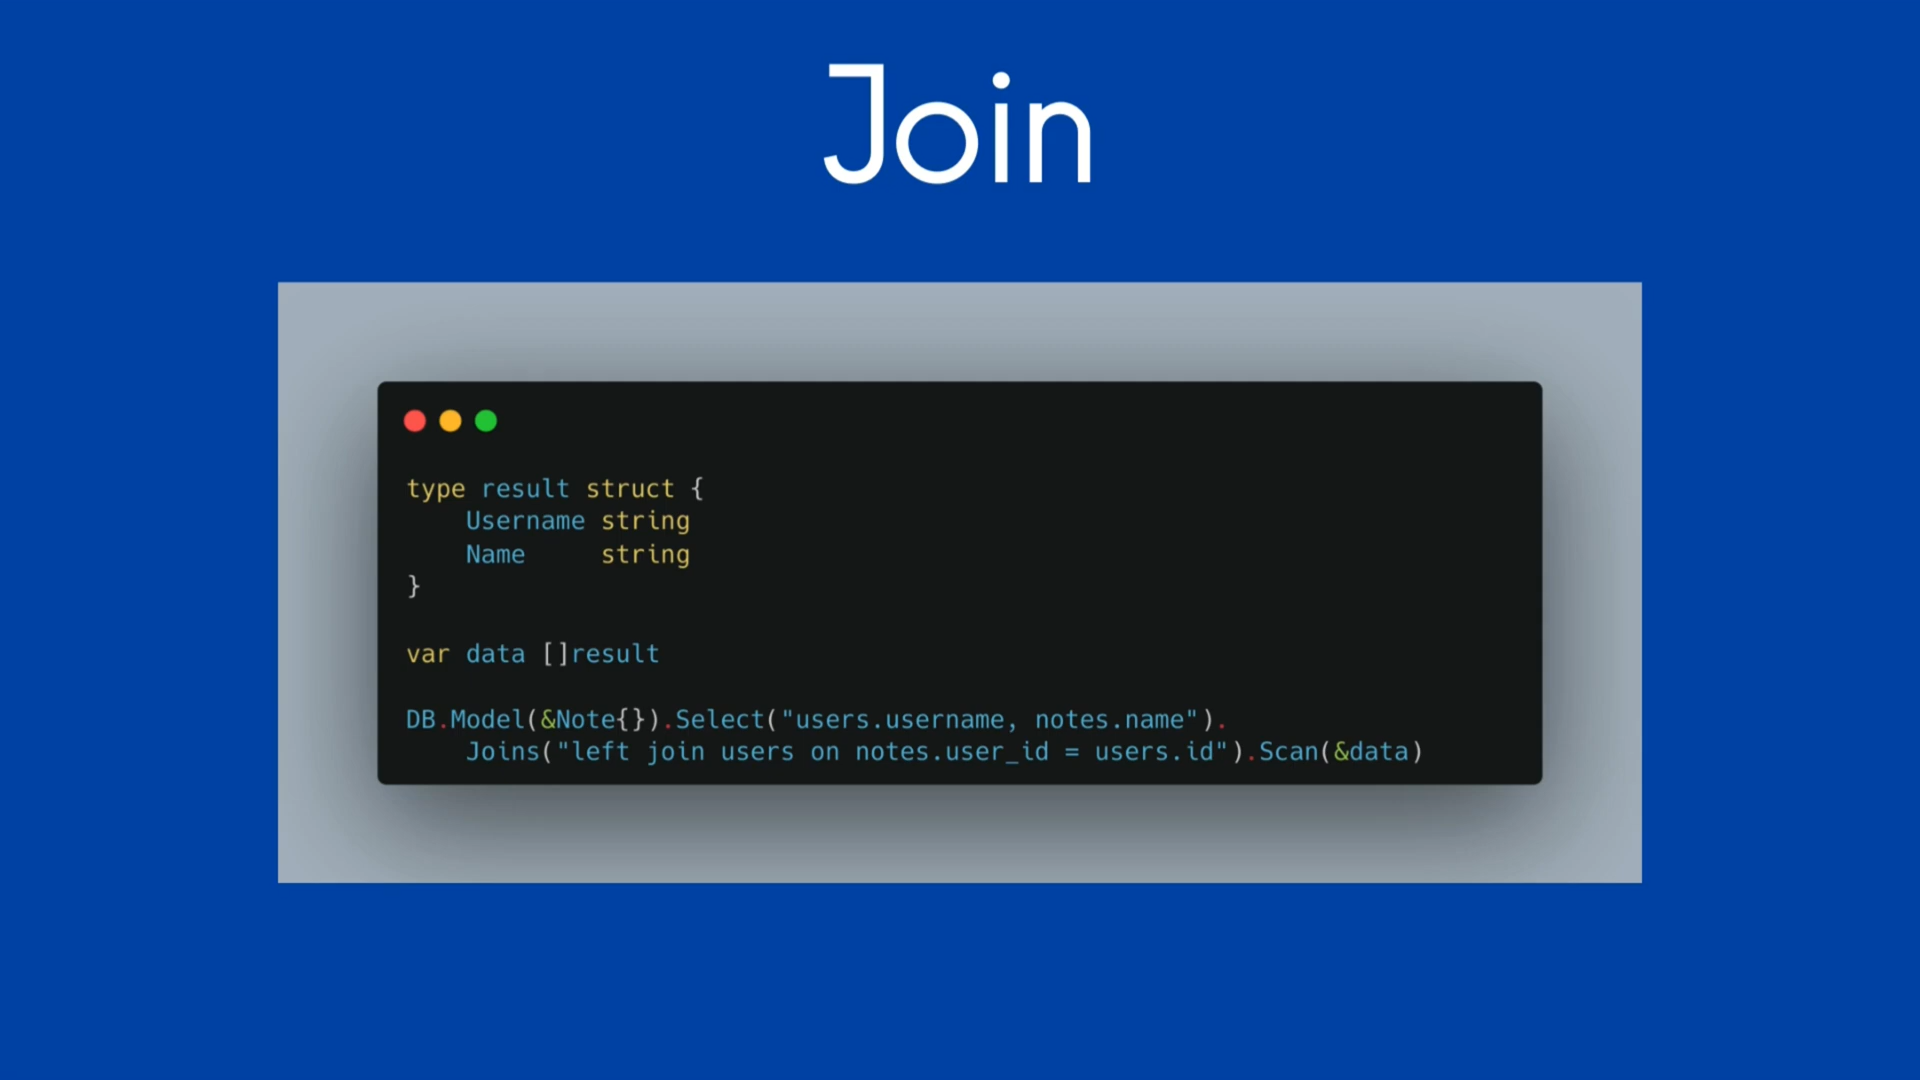 Join
type result struct {
    Username string
    Name     string
}
var data []result
DB.Model(&Note{}).Select("users.username, notes.name").
    Joins("left join users on notes.user_id = users.id").Scan(&data)